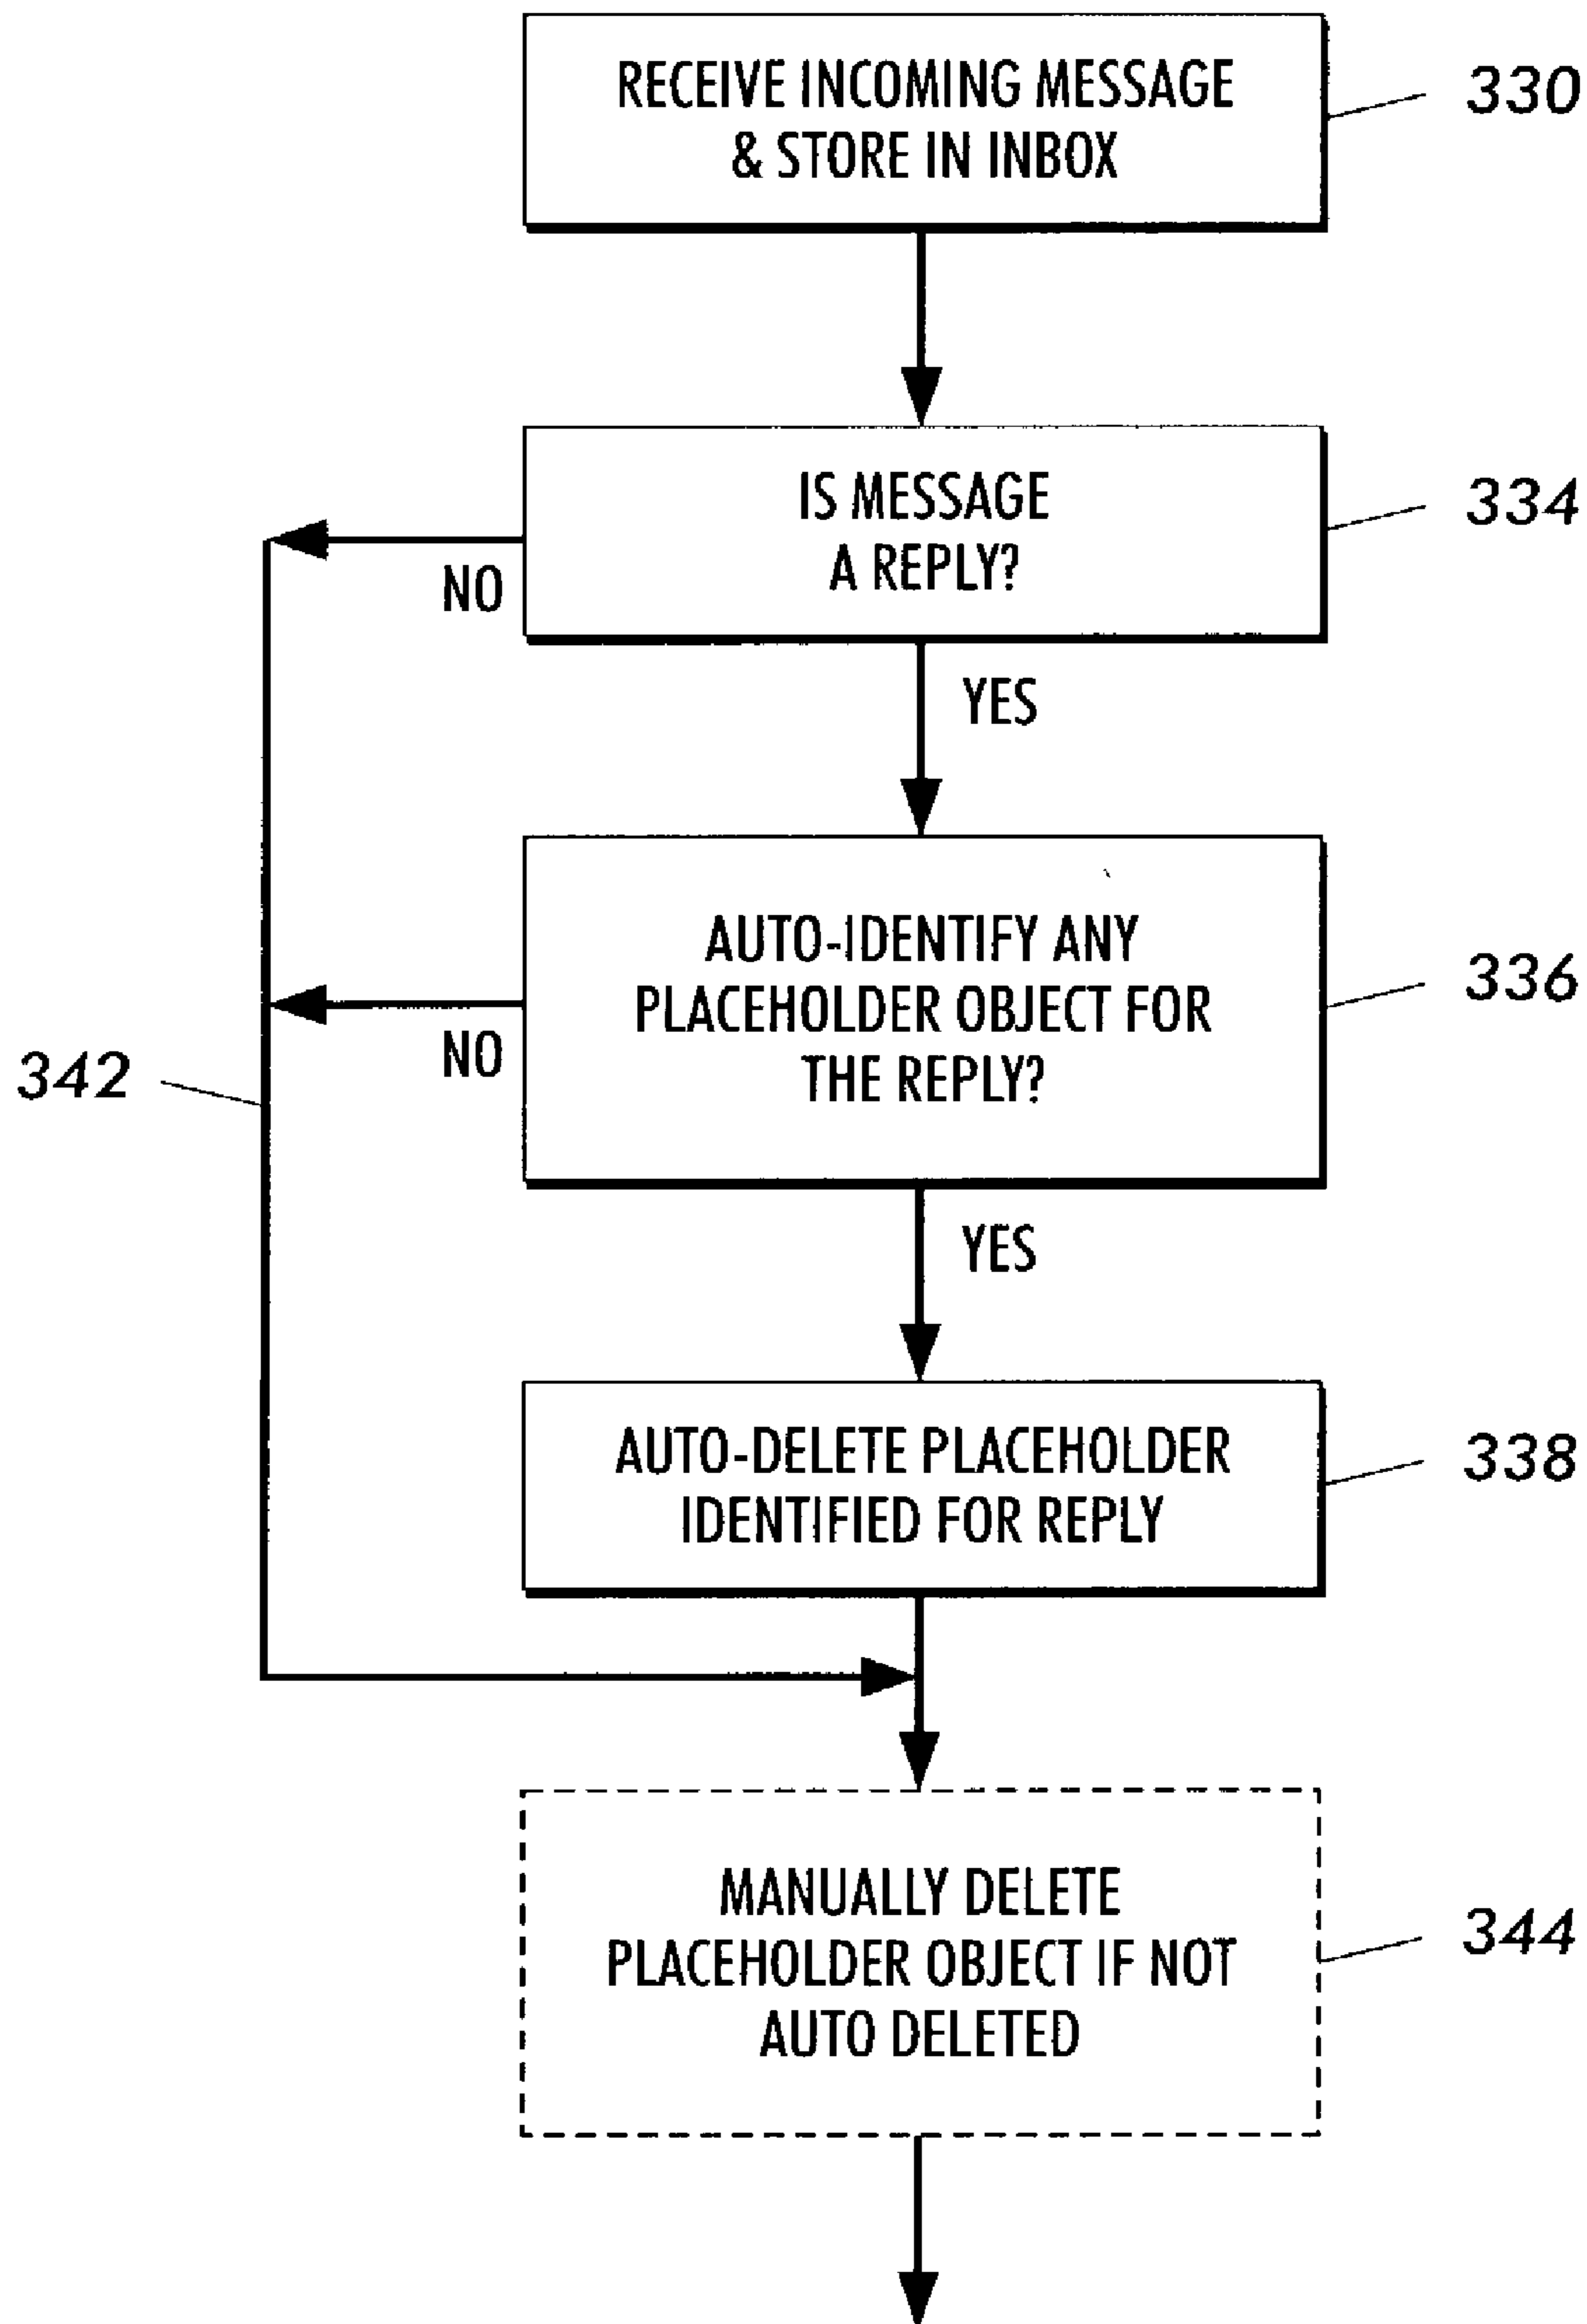 RECEIVE INCOMING MESSAGE
& STORE IN INBOX
330
IS MESSAGE
A REPLY?
334
NO
YES
AUTO-IDENTIFY ANY
PLACEHOLDER OBJECT FOR
THE REPLY?
336
NO
342
YES
AUTO-DELETE PLACEHOLDER
IDENTIFIED FOR REPLY
338
MANUALLY DELETE
PLACEHOLDER OBJECT IF NOT
AUTO DELETED
344